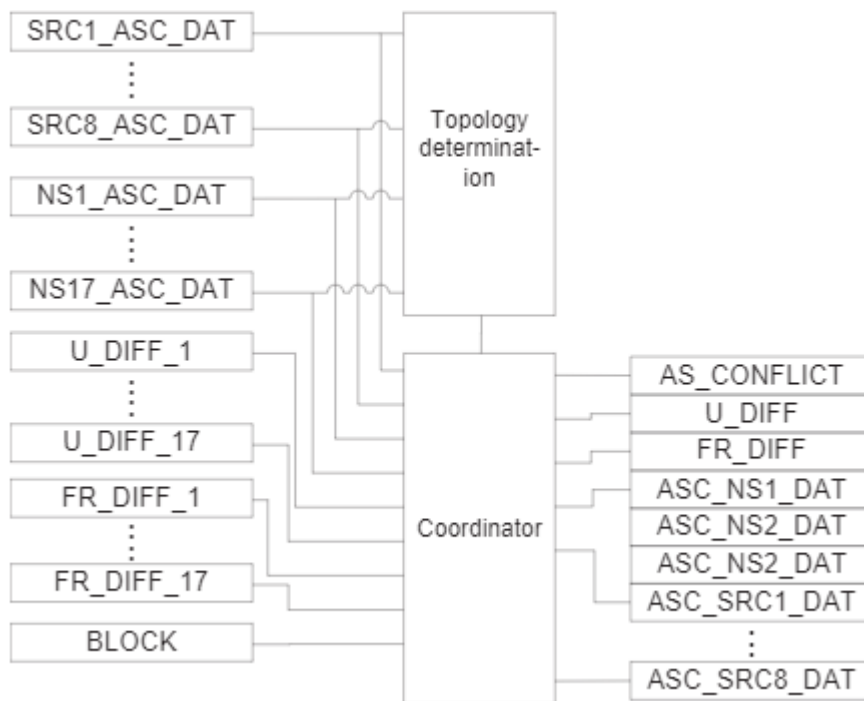 SRC1_ASC_DAT
SRC8_ASC_DAT
NS1_ASC_DAT
NS17_ASC_DAT
U_DIFF_1
U_DIFF_17
FR_DIFF_1
FR_DIFF_17
BLOCK
Topology
determinat-
ion
Coordinator
AS_CONFLICT
U_DIFF
FR_DIFF
ASC_NS1_DAT
ASC_NS2_DAT
ASC_NS2_DAT
ASC_SRC1_DAT
ASC_SRC8_DAT